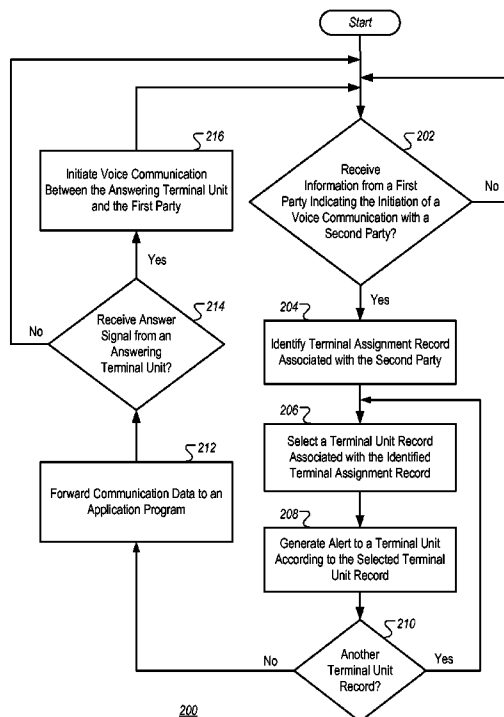 Start
202
Receive
Information from a First
Party Indicating the Initiation of a
Voice Communication with a
Second Party?
No
Yes
204
Identify Terminal Assignment Record
Associated with the Second Party
206
Select a Terminal Unit Record
Associated with the Identified
Terminal Assignment Record
208
Generate Alert to a Terminal Unit
According to the Selected Terminal
Unit Record
210
Another
Terminal Unit
Record?
Yes
No
212
Forward Communication Data to an
Application Program
214
Receive Answer
Signal from an
Answering
Terminal Unit?
No
Yes
216
Initiate Voice Communication
Between the Answering Terminal Unit
and the First Party
200